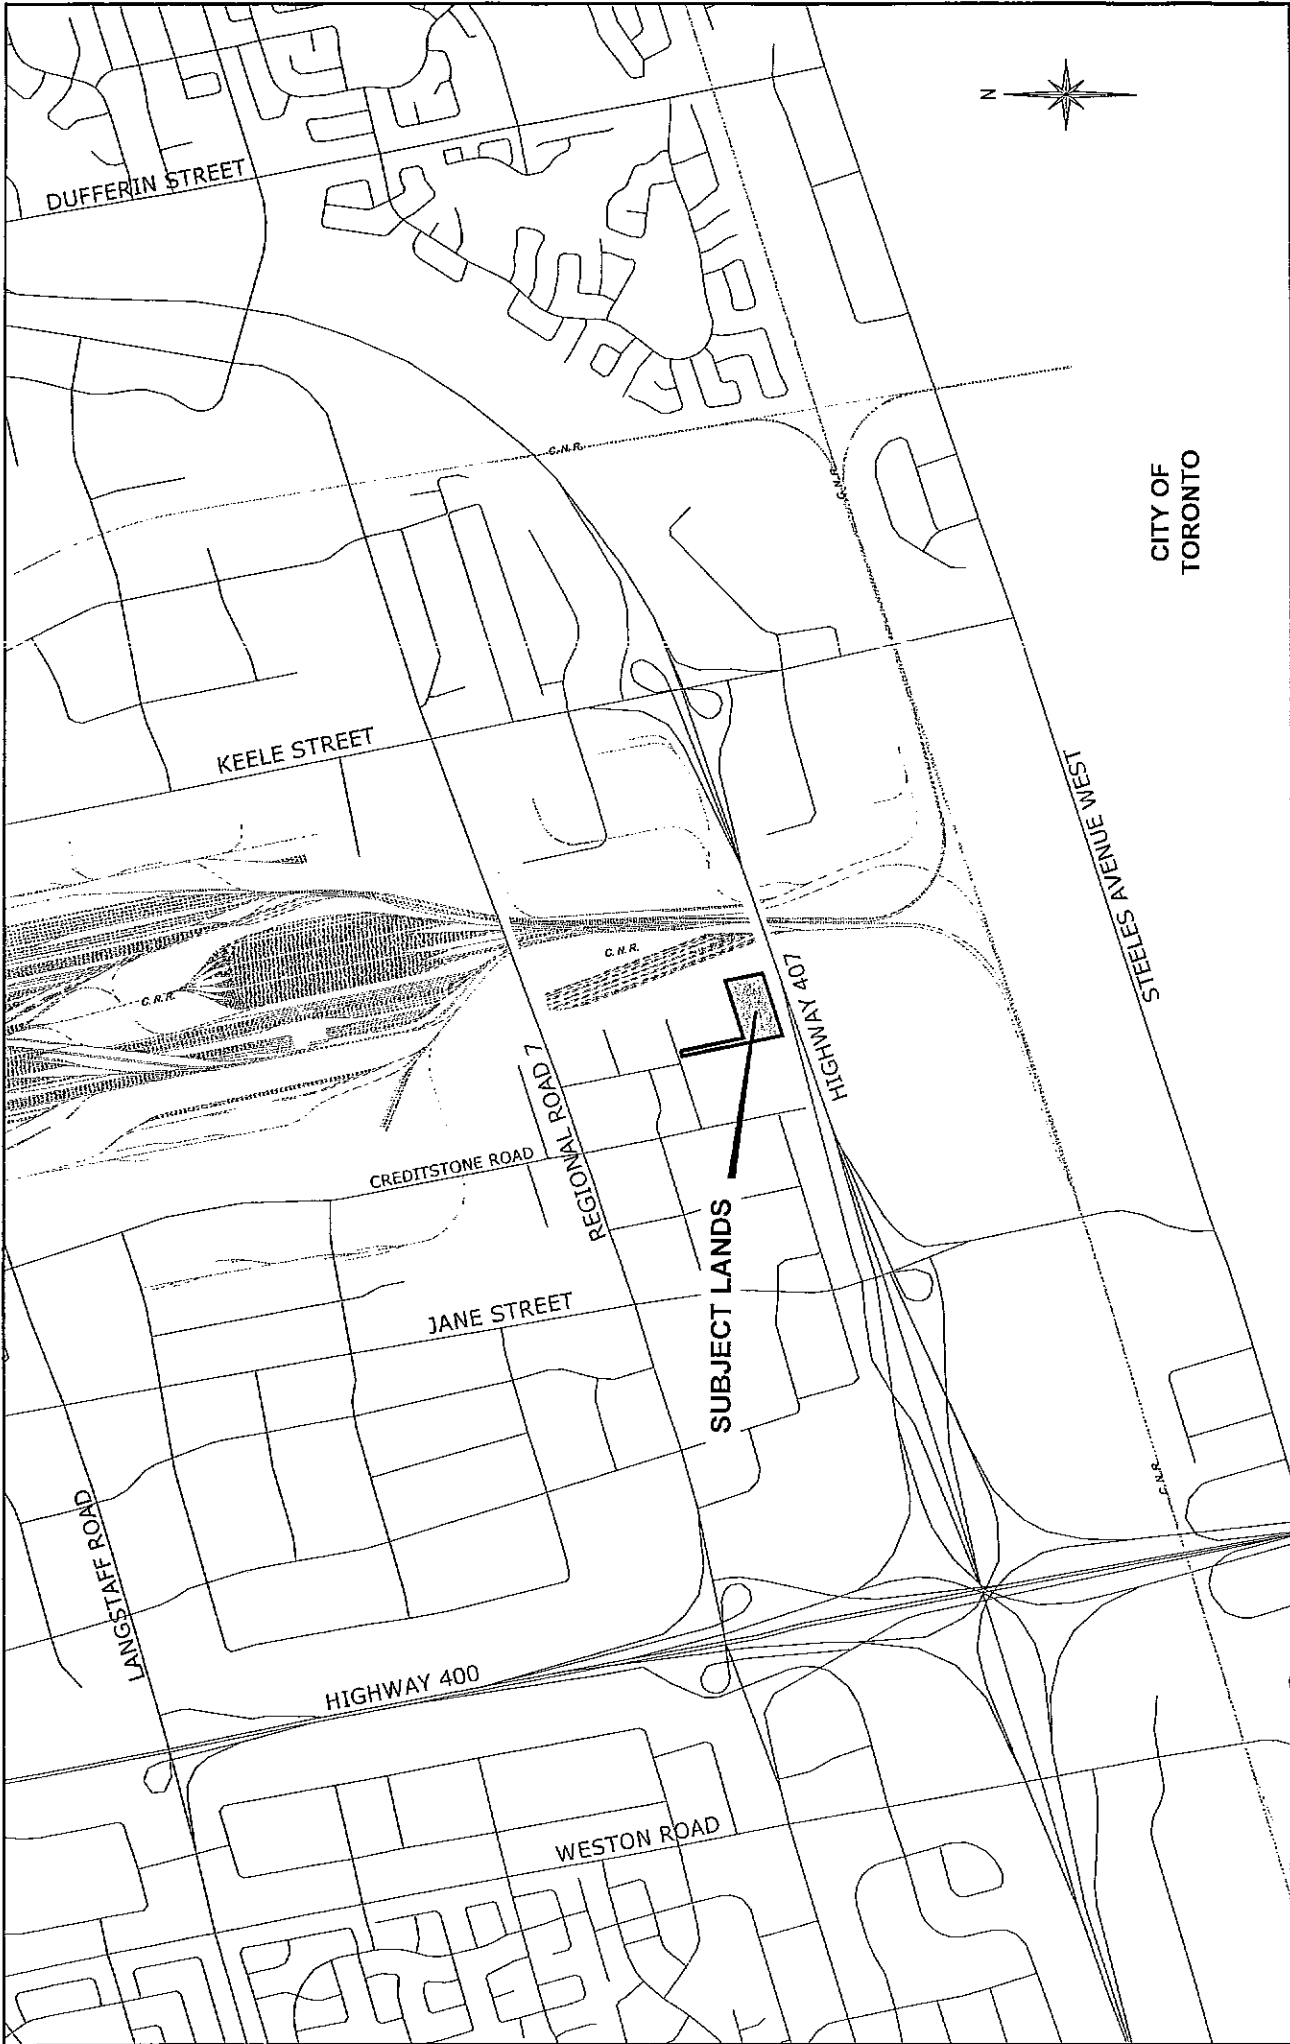 N
DUFFERIN STREET
C.N.R.
C.N.R.
CITY OF
TORONTO
KEELE STREET
STEELES AVENUE WEST
C.N.R.
C.N.R.
HIGHWAY 407
REGIONAL ROAD 7
CREDITSTONE ROAD
SUBJECT LANDS
JANE STREET
LANGSTAFF ROAD
C.N.R.
HIGHWAY 400
WESTON ROAD